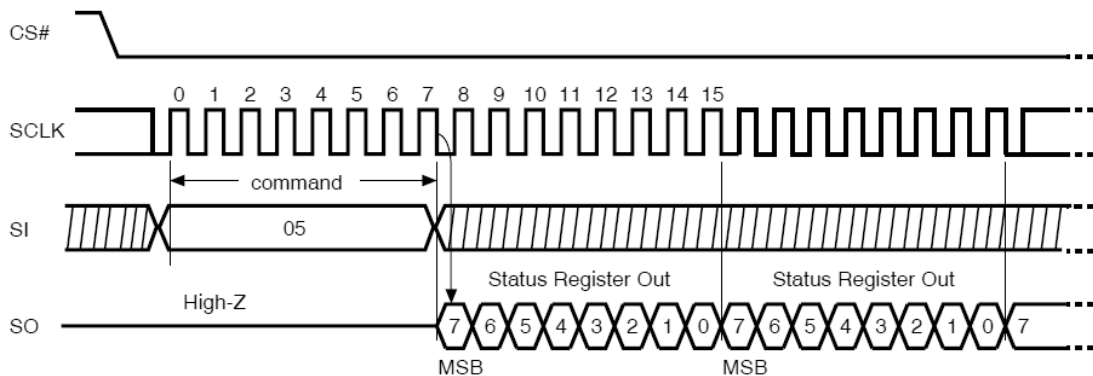 CS#
0 1 2 3 4 5 6 7 8 9 10 11 12 13 14 15
SCLK
command
SI
05
Status Register Out Status Register Out
High-Z
SO
7 6 5 4 3 2 1 0 7 6 5 4 3 2 1 0 7
MSB MSB